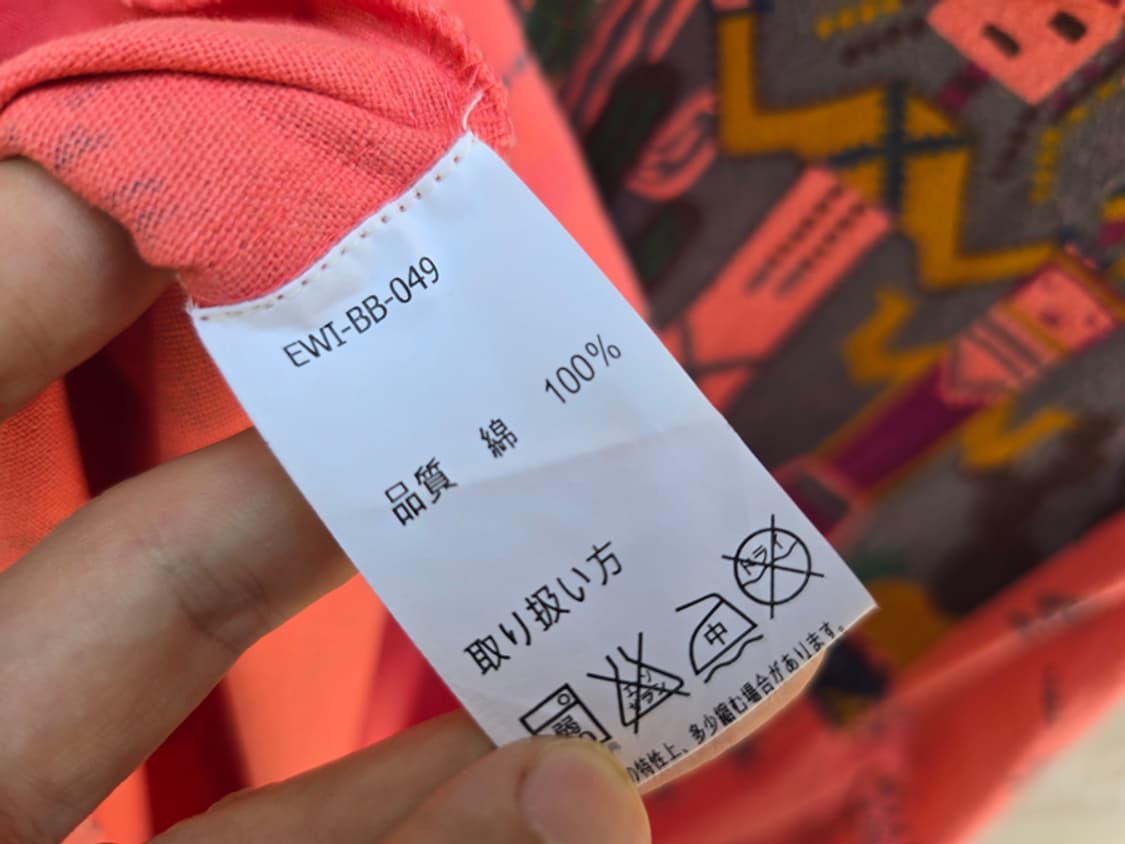 EWI-BB-049
品質 綿 100%
取り扱い方
弱 エンソサラシ 中 ドライ
の特性上、多少縮む場合があります。